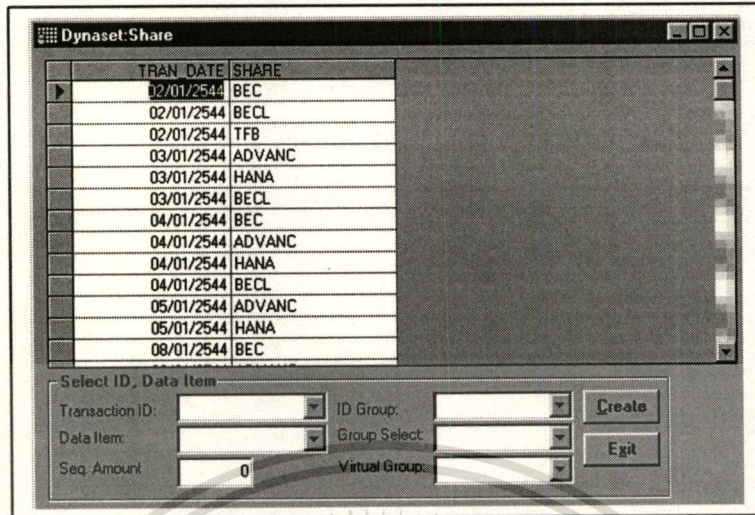 Dynaset:Share
TRAN_DATE SHARE
02/01/2544 BEC
02/01/2544 BECL
02/01/2544 TFB
03/01/2544 ADVANC
03/01/2544 HANA
03/01/2544 BECL
04/01/2544 BEC
04/01/2544 ADVANC
04/01/2544 HANA
04/01/2544 BECL
05/01/2544 ADVANC
05/01/2544 HANA
08/01/2544 BEC
Select ID, Data Item
Transaction ID: ID Group: Create
Data Item: Group Select: Exit
Seq. Amount 0 Virtual Group: